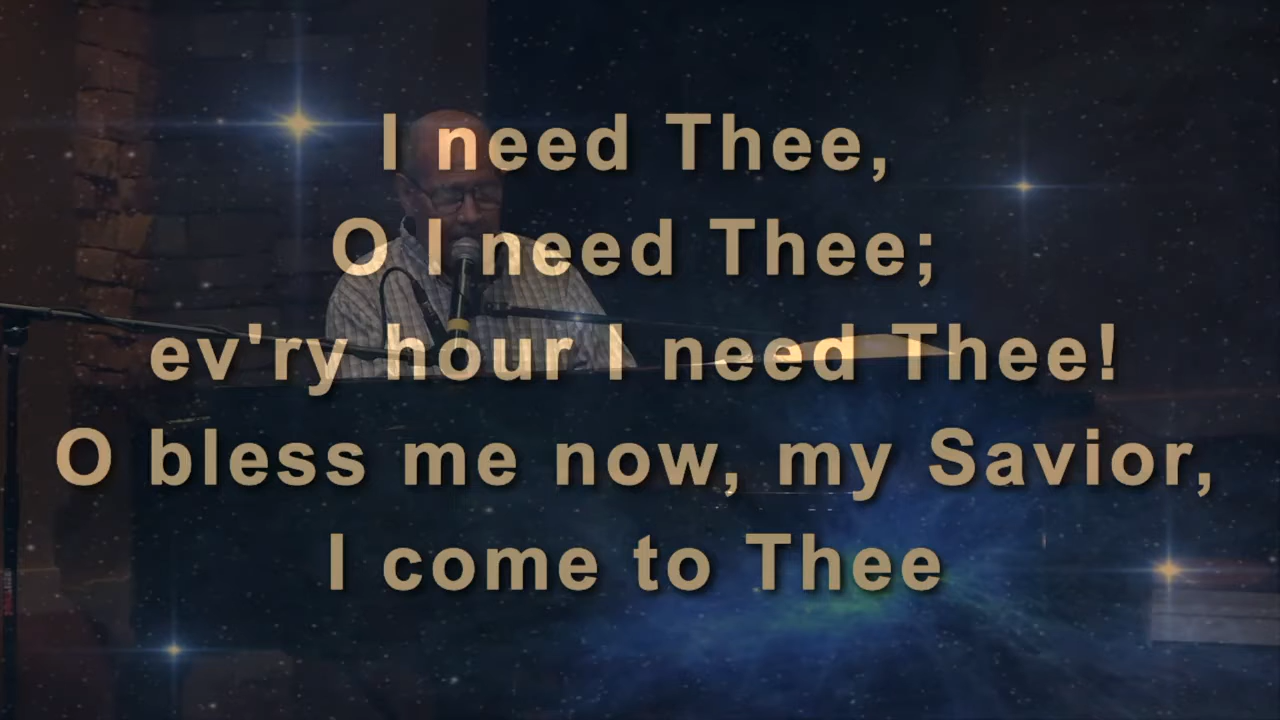 I need Thee,
O I need Thee;
ev'ry hour I need Thee!
O bless me now, my Savior,
I come to Thee